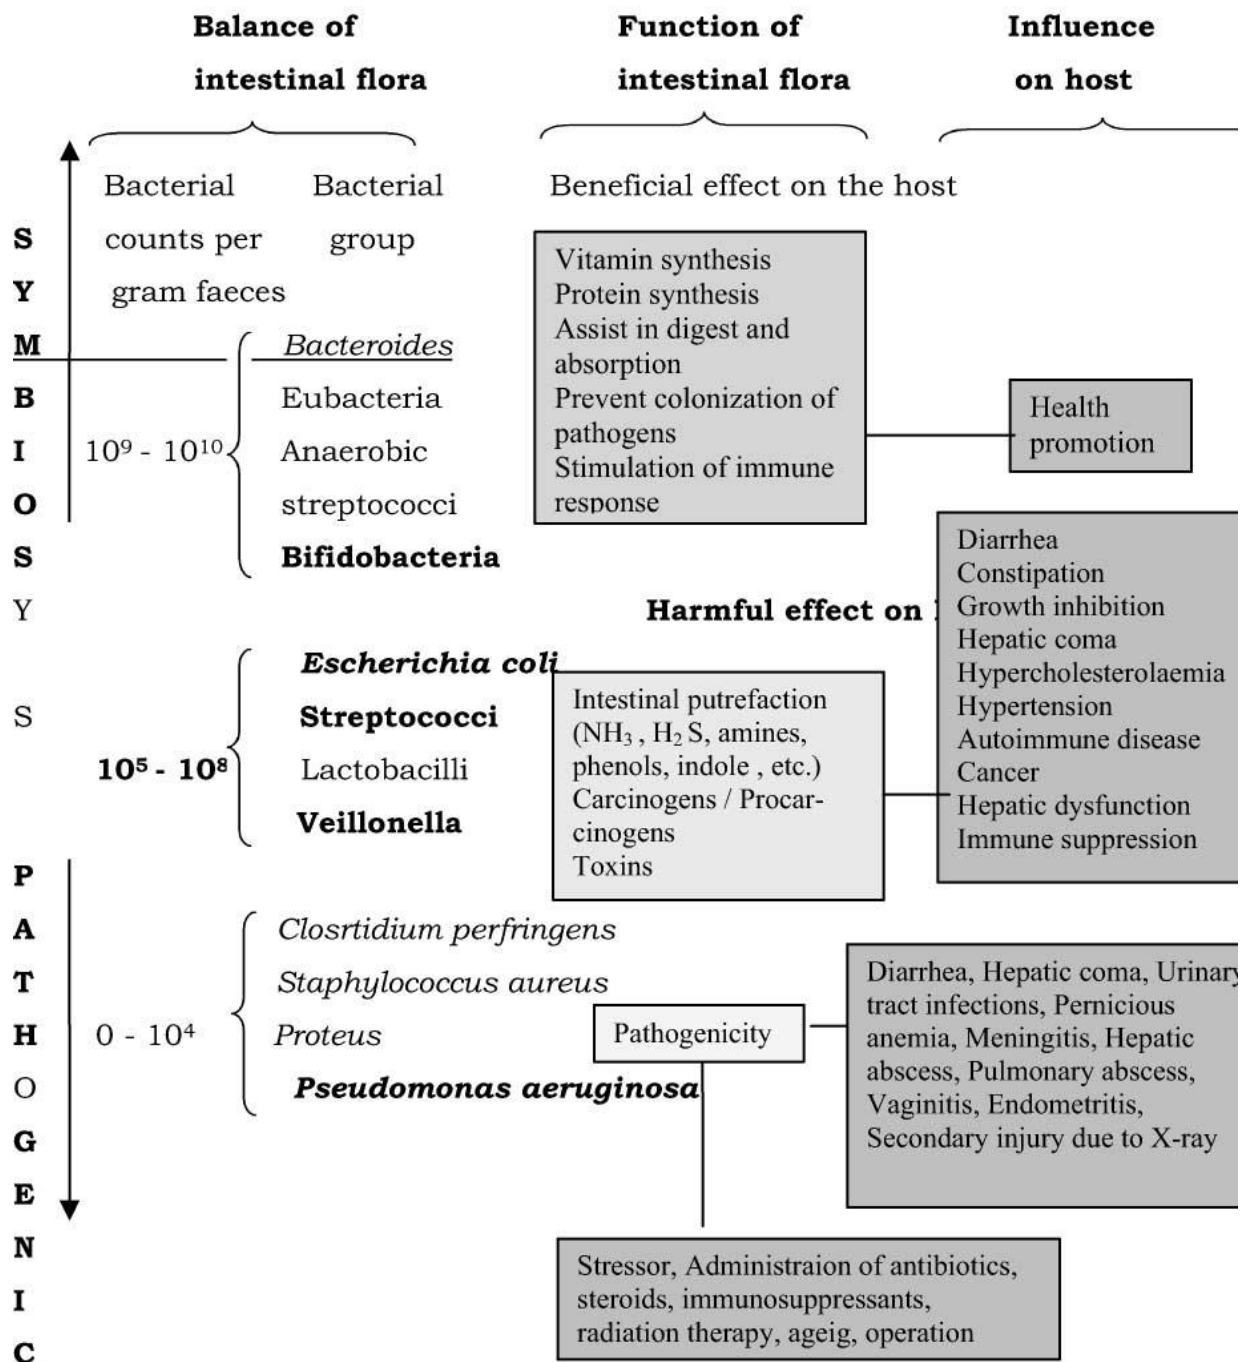 Balance of
intestinal flora
Function of
intestinal flora
Influence
on host
Bacterial
counts per
gram faeces
Bacterial
group
Beneficial effect on the host
S
Y
M
B
I
O
S
Y
S
10⁹ - 10¹⁰
Bacteroides
Eubacteria
Anaerobic
streptococci
Bifidobacteria
Vitamin synthesis
Protein synthesis
Assist in digest and
absorption
Prevent colonization of
pathogens
Stimulation of immune
response
Health
promotion
Harmful effect on
10⁵ - 10⁸
Escherichia coli
Streptococci
Lactobacilli
Veillonella
Intestinal putrefaction
(NH₃ , H₂ S, amines,
phenols, indole , etc.)
Carcinogens / Procar-
cinogens
Toxins
Diarrhea
Constipation
Growth inhibition
Hepatic coma
Hypercholesterolaemia
Hypertension
Autoimmune disease
Cancer
Hepatic dysfunction
Immune suppression
P
A
T
H
O
G
E
N
I
C
0 - 10⁴
Closrtidium perfringens
Staphylococcus aureus
Proteus
Pseudomonas aeruginosa
Pathogenicity
Diarrhea, Hepatic coma, Urinary
tract infections, Pernicious
anemia, Meningitis, Hepatic
abscess, Pulmonary abscess,
Vaginitis, Endometritis,
Secondary injury due to X-ray
Stressor, Administraion of antibiotics,
steroids, immunosuppressants,
radiation therapy, ageig, operation